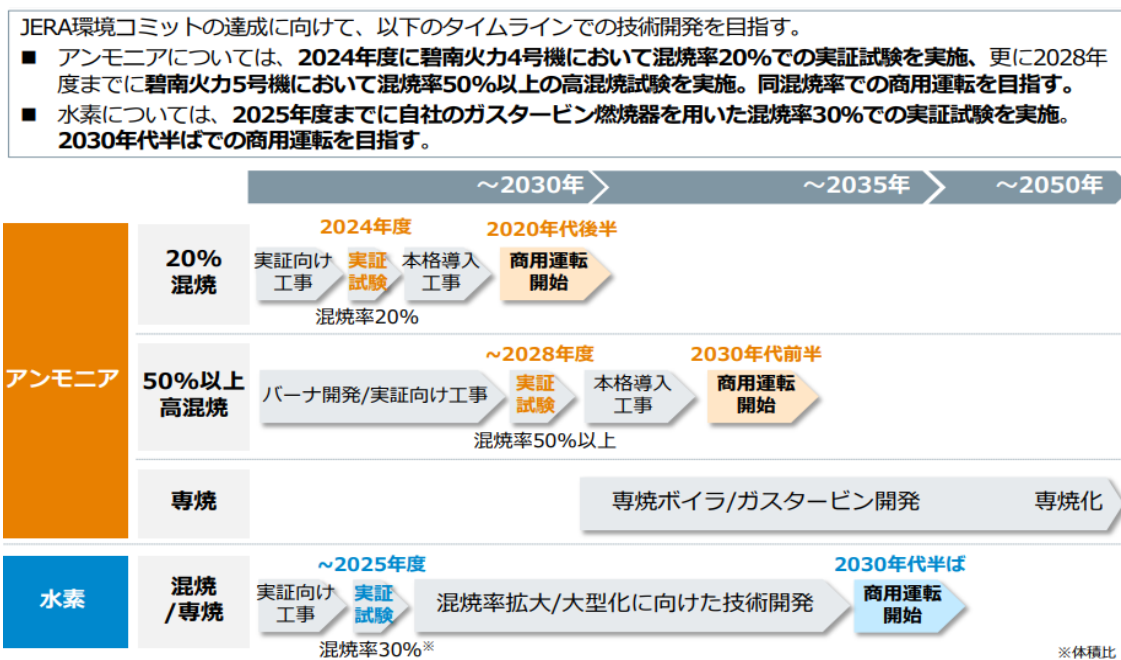 JERA環境コミットの達成に向けて、以下のタイムラインでの技術開発を目指す。
■ アンモニアについては、2024年度に碧南火力4号機において混焼率20%での実証試験を実施、更に2028年
度までに碧南火力5号機において混焼率50%以上の高混焼試験を実施。同混焼率での商用運転を目指す。
■ 水素については、2025年度までに自社のガスタービン燃焼器を用いた混焼率30%での実証試験を実施。
2030年代半ばでの商用運転を目指す。
～2030年
～2035年
～2050年
アンモニア
20%
混焼
2024年度
2020年代後半
実証向け
工事
実証
試験
本格導入
工事
商用運転
開始
混焼率20%
50%以上
高混焼
~2028年度
2030年代前半
バーナ開発/実証向け工事
実証
試験
本格導入
工事
商用運転
開始
混焼率50%以上
専焼
専焼ボイラ/ガスタービン開発
専焼化
水素
混焼
/専焼
~2025年度
2030年代半ば
実証向け
工事
実証
試験
混焼率拡大/大型化に向けた技術開発
商用運転
開始
混焼率30%※
※体積比